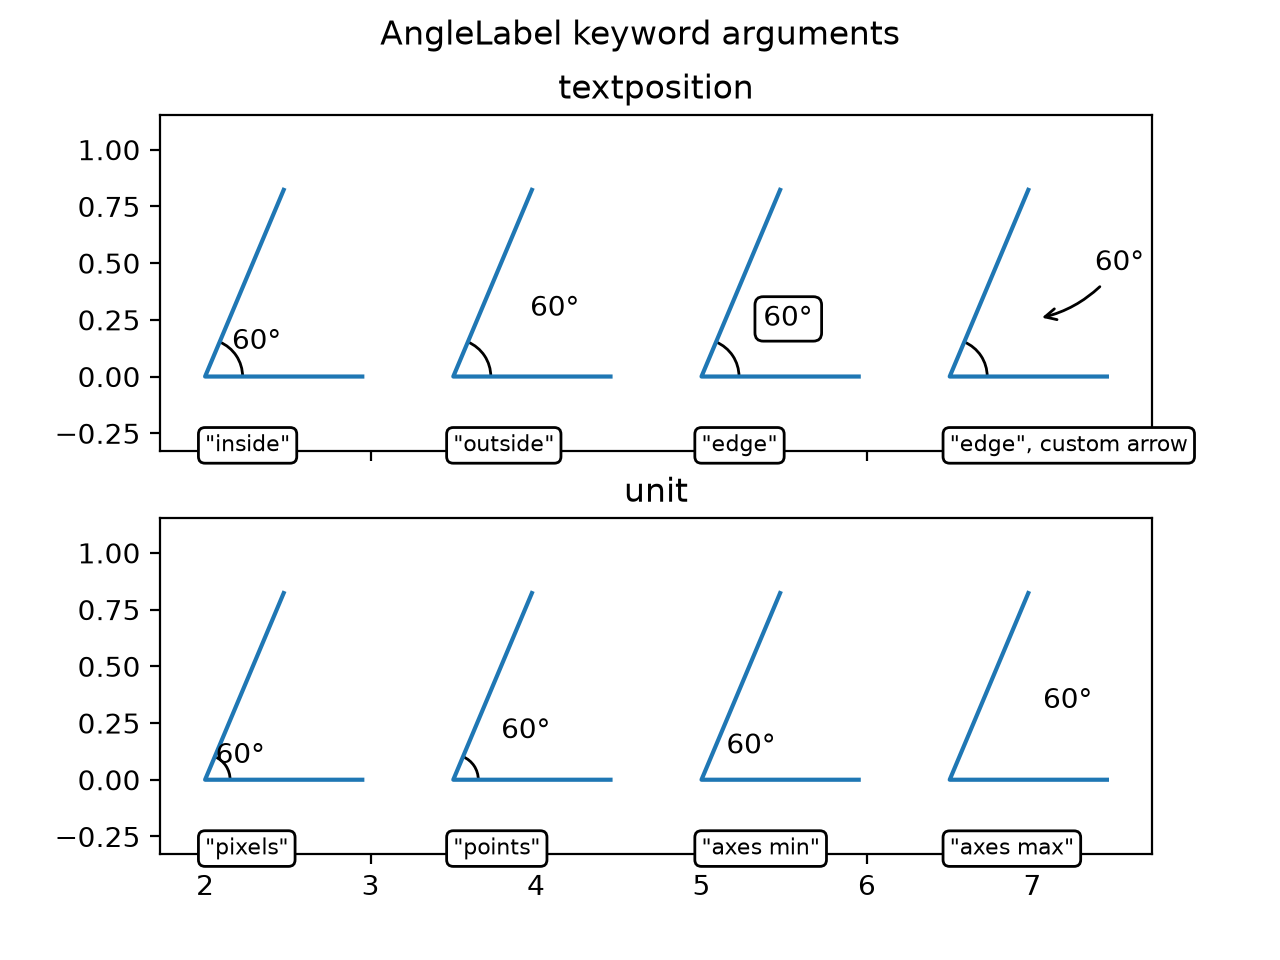 AngleLabel keyword arguments
textposition
1.00
0.75
0.50
0.25
0.00
−0.25
60°
60°
60°
60°
"inside"
"outside"
"edge"
"edge", custom arrow
unit
1.00
0.75
0.50
0.25
0.00
−0.25
60°
60°
60°
60°
"pixels"
"points"
"axes min"
"axes max"
2 3 4 5 6 7